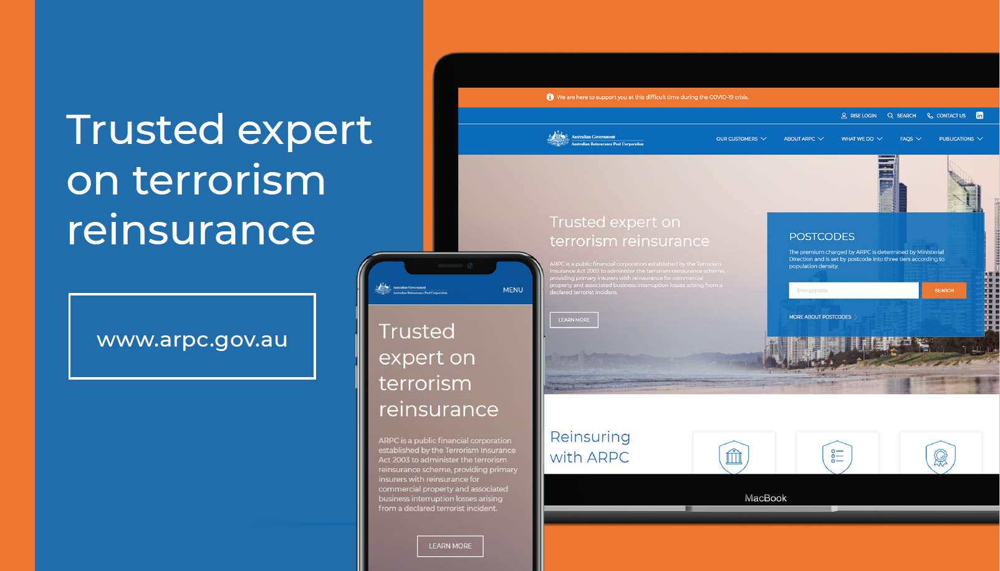 Trusted expert
on terrorism
reinsurance
www.arpc.gov.au
We are here to support you at this difficult time during the COVID-19 crisis.
RISE LOGIN
SEARCH
CONTACT US
in
Australian Government
Australian Reinsurance Pool Corporation
OUR CUSTOMERS
ABOUT ARPC
WHAT WE DO
FAQS
PUBLICATIONS
Trusted expert on
terrorism reinsurance
ARPC is a public financial corporation established by the Terrorism
Insurance Act 2003 to administer the terrorism reinsurance scheme,
providing primary insurers with reinsurance for commercial
property and associated business interruption losses arising from a
declared terrorist incident.
LEARN MORE
POSTCODES
The premium charged by ARPC is determined by Ministerial
Direction and is set by postcode into three tiers according to
population density.
Enter postcode
SEARCH
MORE ABOUT POSTCODES
Reinsuring
with ARPC
MacBook
Australian Government
Australian Reinsurance Pool Corporation
MENU
Trusted
expert on
terrorism
reinsurance
ARPC is a public financial corporation
established by the Terrorism Insurance
Act 2003 to administer the terrorism
reinsurance scheme, providing primary
insurers with reinsurance for
commercial property and associated
business interruption losses arising
from a declared terrorist incident.
LEARN MORE